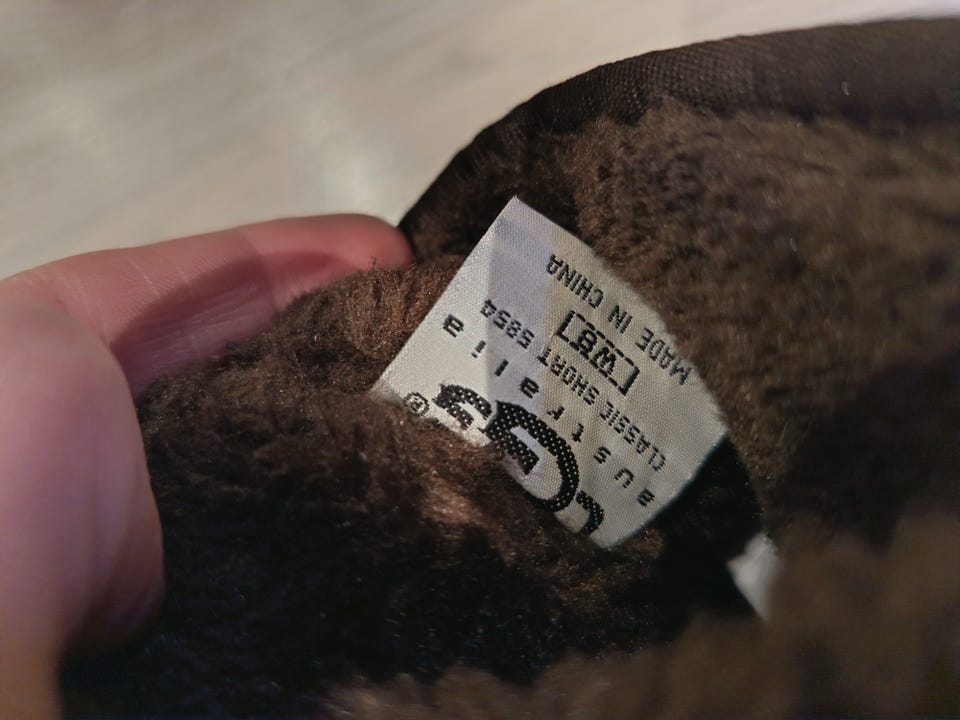 UGG®
australia
CLASSIC SHORT 5854
W8
MADE IN CHINA